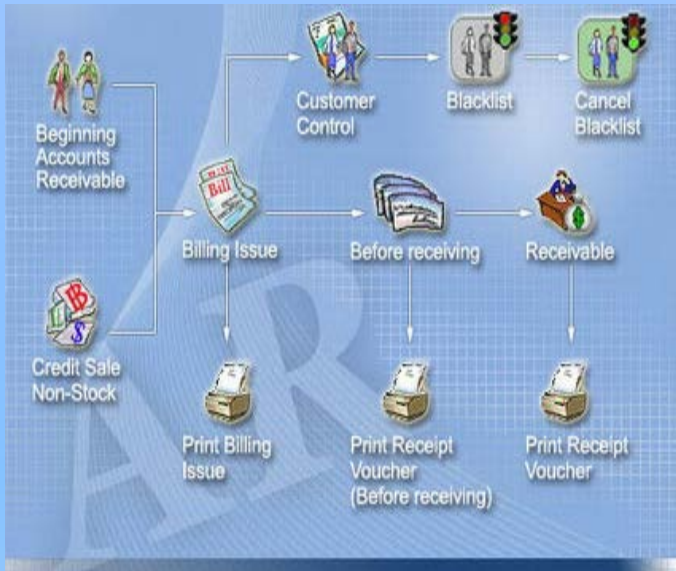 Customer
Control
Blacklist
Cancel
Blacklist
Beginning
Accounts
Receivable
Bill
Billing Issue
Before receiving
Receivable
Credit Sale
Non-Stock
Print Billing
Issue
Print Receipt
Voucher
(Before receiving)
Print Receipt
Voucher
AR